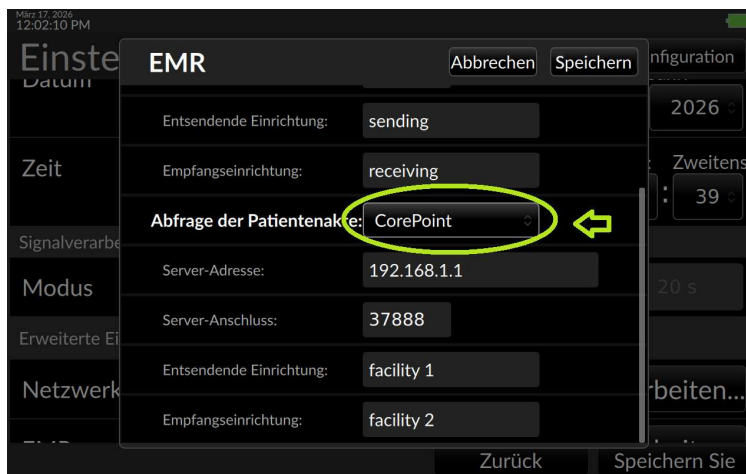 März 17, 2026
12:02:10 PM
Einste
nfiguration
EMR
Abbrechen
Speichern
Datum
2026
Entsendende Einrichtung:
sending
Zeit
Zweitens
Empfangseinrichtung:
receiving
:
39
Abfrage der Patientenakte:
CorePoint
Signalverarbe
Server-Adresse:
192.168.1.1
Modus
20 s
Server-Anschluss:
37888
Erweiterte Ei
Entsendende Einrichtung:
facility 1
Netzwerk
rbeiten...
Empfangseinrichtung:
facility 2
Zurück
Speichern Sie